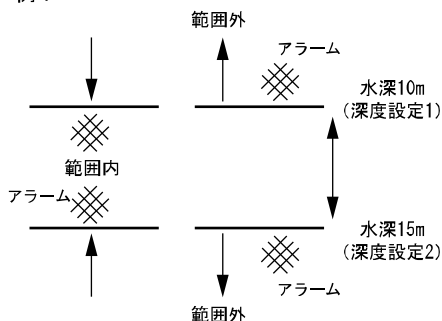 範囲外
アラーム
水深10m
(深度設定1)
範囲内
アラーム
水深15m
(深度設定2)
アラーム
範囲外